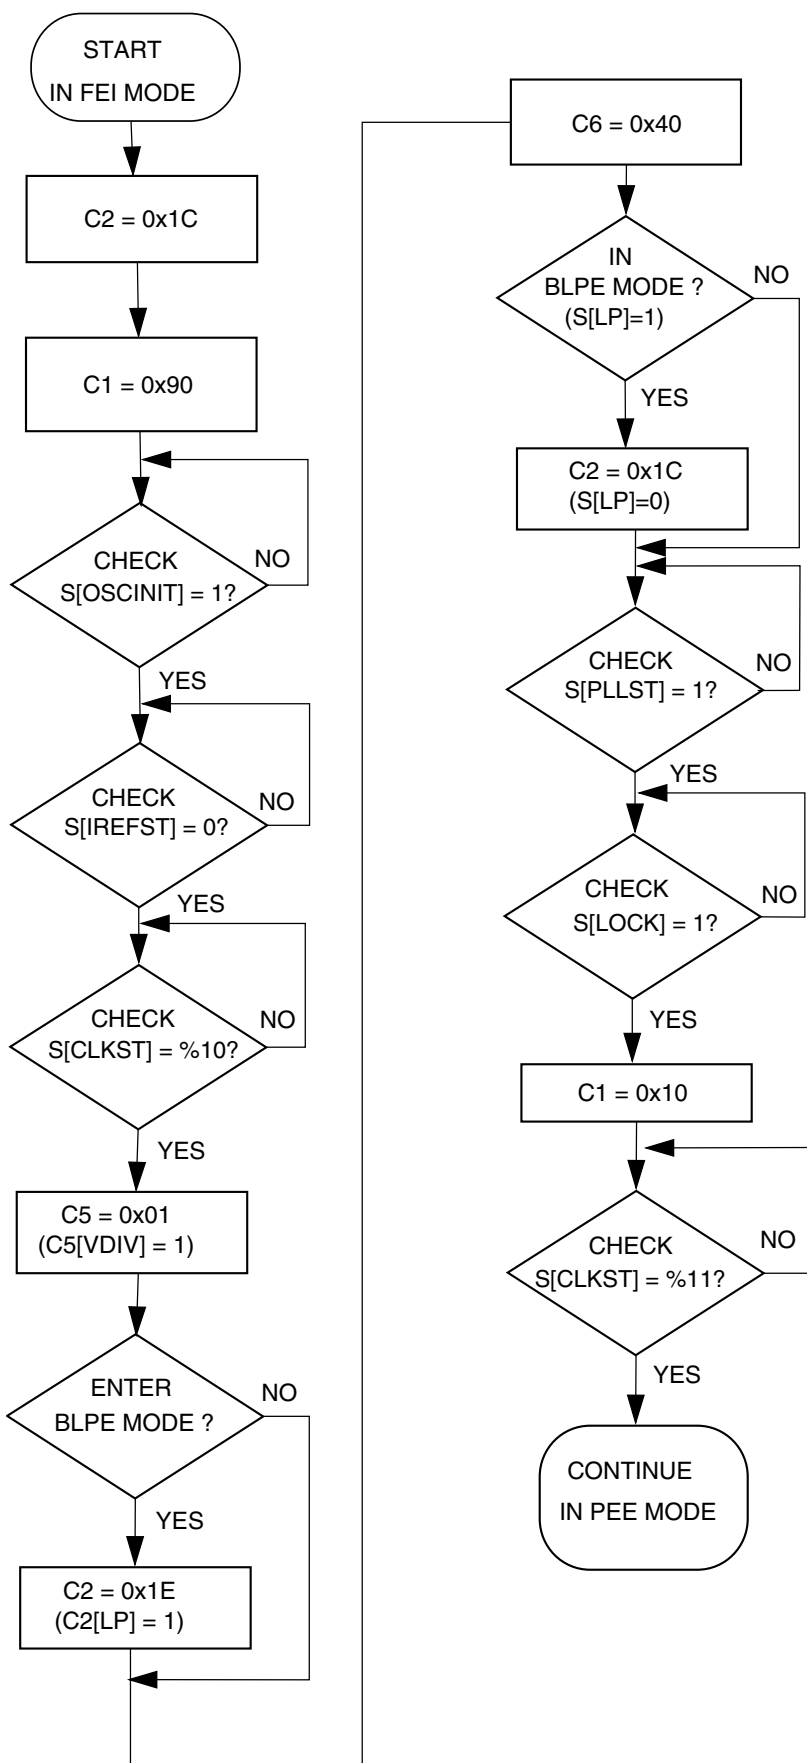 START
IN FEI MODE
C2 = 0x1C
C1 = 0x90
CHECK
S[OSCINIT] = 1?
NO
YES
CHECK
S[IREFST] = 0?
NO
YES
CHECK
S[CLKST] = %10?
NO
YES
C5 = 0x01
(C5[VDIV] = 1)
ENTER
BLPE MODE ?
NO
YES
C2 = 0x1E
(C2[LP] = 1)
C6 = 0x40
IN
BLPE MODE ?
(S[LP]=1)
NO
YES
C2 = 0x1C
(S[LP]=0)
CHECK
S[PLLST] = 1?
NO
YES
CHECK
S[LOCK] = 1?
NO
YES
C1 = 0x10
CHECK
S[CLKST] = %11?
NO
YES
CONTINUE
IN PEE MODE